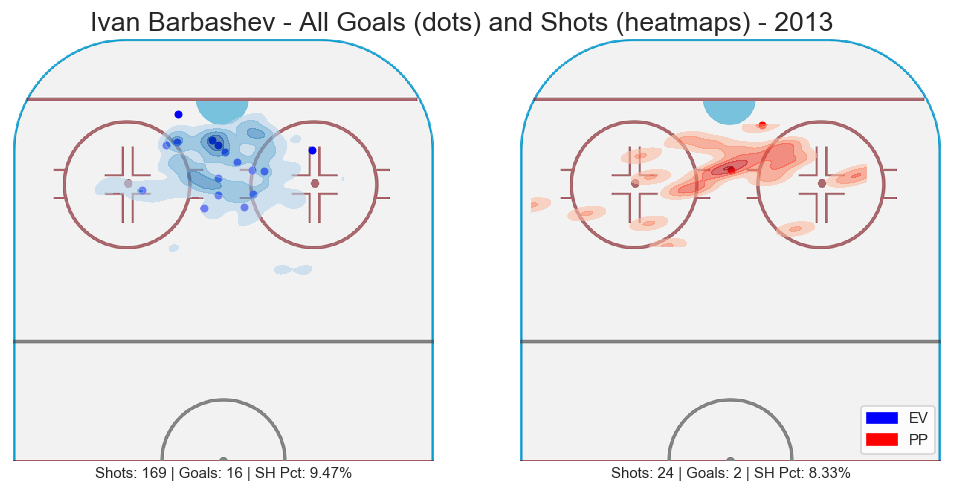 Ivan Barbashev - All Goals (dots) and Shots (heatmaps) - 2013
EV
PP
Shots: 169 | Goals: 16 | SH Pct: 9.47%
Shots: 24 | Goals: 2 | SH Pct: 8.33%